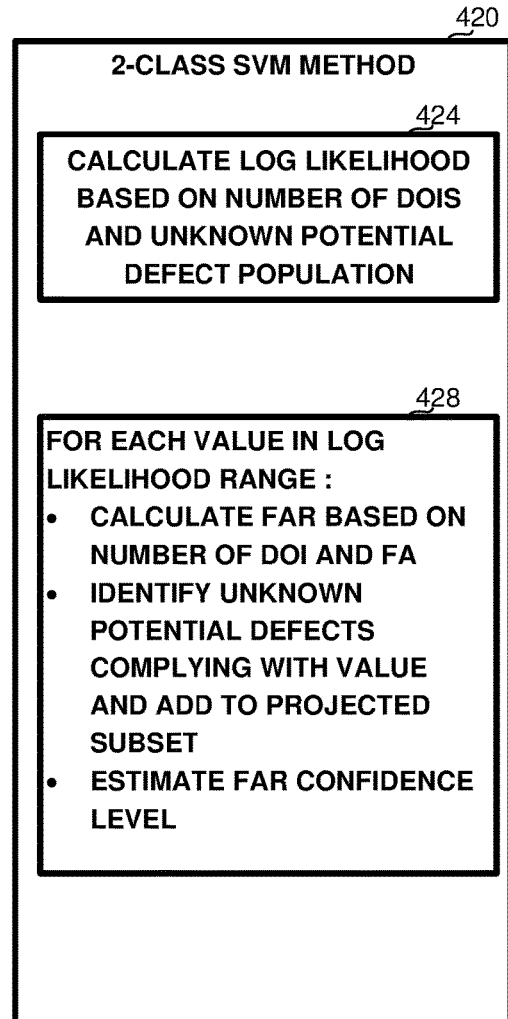 420
2-CLASS SVM METHOD
424
CALCULATE LOG LIKELIHOOD
BASED ON NUMBER OF DOIS
AND UNKNOWN POTENTIAL
DEFECT POPULATION
428
FOR EACH VALUE IN LOG
LIKELIHOOD RANGE :
• CALCULATE FAR BASED ON
NUMBER OF DOI AND FA
• IDENTIFY UNKNOWN
POTENTIAL DEFECTS
COMPLYING WITH VALUE
AND ADD TO PROJECTED
SUBSET
• ESTIMATE FAR CONFIDENCE
LEVEL